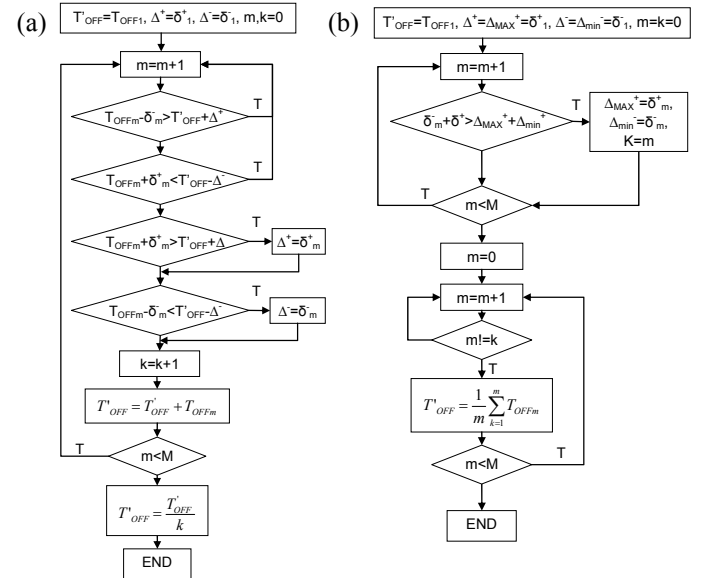 (a)
T'OFF=TOFF1, Δ⁺=δ⁺₁, Δ⁻=δ⁻₁, m,k=0
m=m+1
T
TOFFm-δ⁻m>T'OFF+Δ⁺
T
TOFFm+δ⁺m<T'OFF-Δ⁻
T
TOFFm+δ⁺m>T'OFF+Δ
Δ⁺=δ⁺m
T
TOFFm-δ⁻m<T'OFF-Δ⁻
Δ⁻=δ⁻m
k=k+1
T'OFF = T'OFF + TOFFm
T
m<M
T'OFF = T'OFF / k
END
(b)
T'OFF=TOFF1, Δ⁺=ΔMAX⁺=δ⁺₁, Δ⁻=Δmin⁻=δ⁻₁, m=k=0
m=m+1
T
δ⁻m+δ⁺>ΔMAX⁺+Δmin⁺
ΔMAX⁺=δ⁺m,
Δmin⁻=δ⁻m,
K=m
T
m<M
m=0
m=m+1
m!=k
T
T'OFF = 1/m ∑ᵐₖ₌₁ TOFFm
m<M
T
END